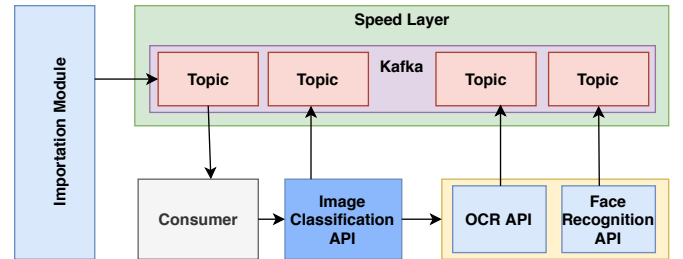 Speed Layer
Kafka
Topic
Topic
Topic
Topic
Importation Module
Consumer
Image
Classification
API
OCR API
Face
Recognition
API